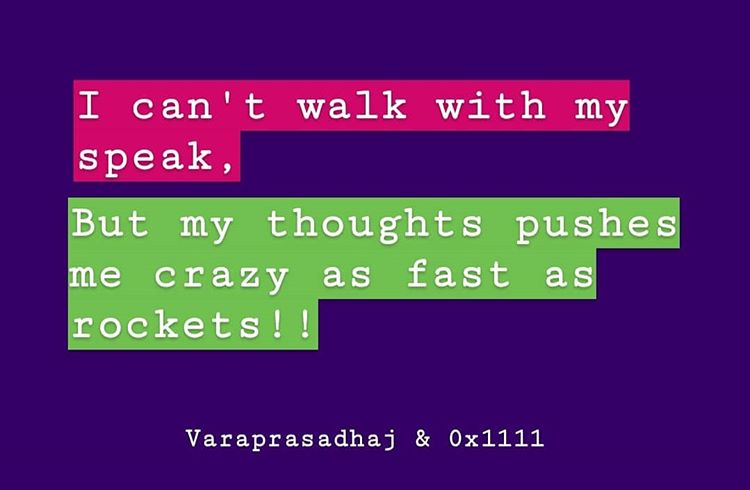 I can't walk with my
speak,
But my thoughts pushes
me crazy as fast as
rockets!!
Varaprasadhaj & 0x1111